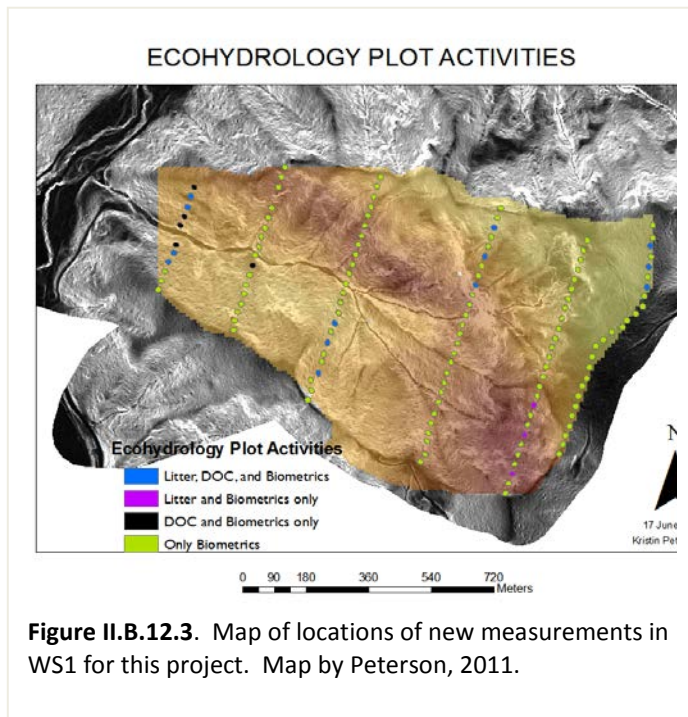 ECOHYDROLOGY PLOT ACTIVITIES
Ecohydrology Plot Activities
Litter, DOC, and Biometrics
Litter and Biometrics only
DOC and Biometrics only
Only Biometrics
N
17 June
Kristin Pet
0 90 180 360 540 720
Meters
Figure II.B.12.3. Map of locations of new measurements in
WS1 for this project. Map by Peterson, 2011.